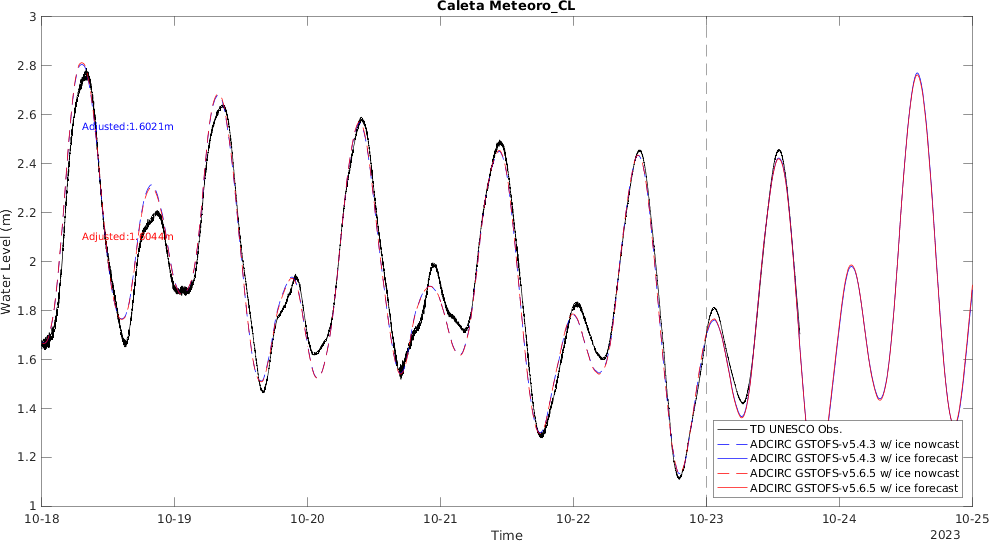 Caleta Meteoro_CL
3
2.8
2.6
2.4
2.2
2
1.8
1.6
1.4
1.2
1
Water Level (m)
Adjusted:1.6021m
Adjusted:1.6044m
TD UNESCO Obs.
ADCIRC GSTOFS-v5.4.3 w/ ice nowcast
ADCIRC GSTOFS-v5.4.3 w/ ice forecast
ADCIRC GSTOFS-v5.6.5 w/ ice nowcast
ADCIRC GSTOFS-v5.6.5 w/ ice forecast
10-18 10-19 10-20 10-21 10-22 10-23 10-24 10-25
Time
2023